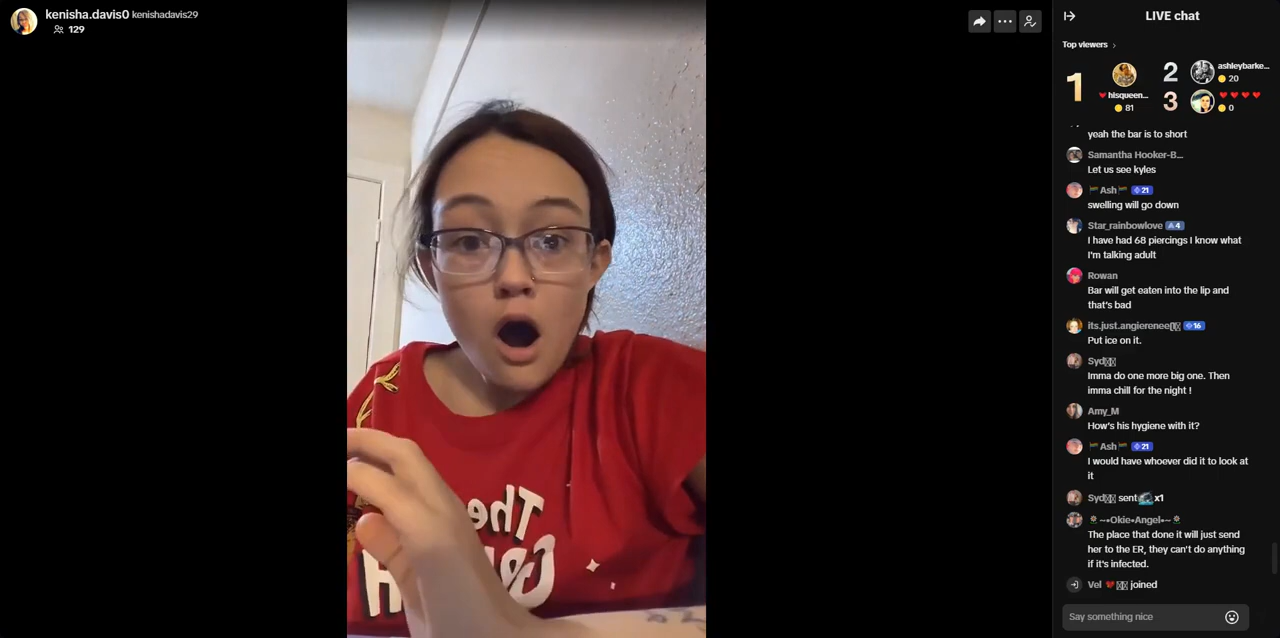 kenisha.davis0 kenishadavis29
129
LIVE chat
Top viewers
1
hisqueen...
81
2
ashleybarke...
20
3
0
yeah the bar is to short
Samantha Hooker-B...
Let us see kyles
Ash
21
swelling will go down
Star_rainbowlove
4
I have had 68 piercings I know what
I'm talking adult
Rowan
Bar will get eaten into the lip and
that's bad
its.just.angierenee
16
Put ice on it.
Syd
Imma do one more big one. Then
imma chill for the night !
Amy_M
How's his hygiene with it?
Ash
21
I would have whoever did it to look at
it
Syd sent x1
~•Okie•Angel•~
The place that done it will just send
her to the ER, they can't do anything
if it's infected.
Vel joined
Say something nice
The